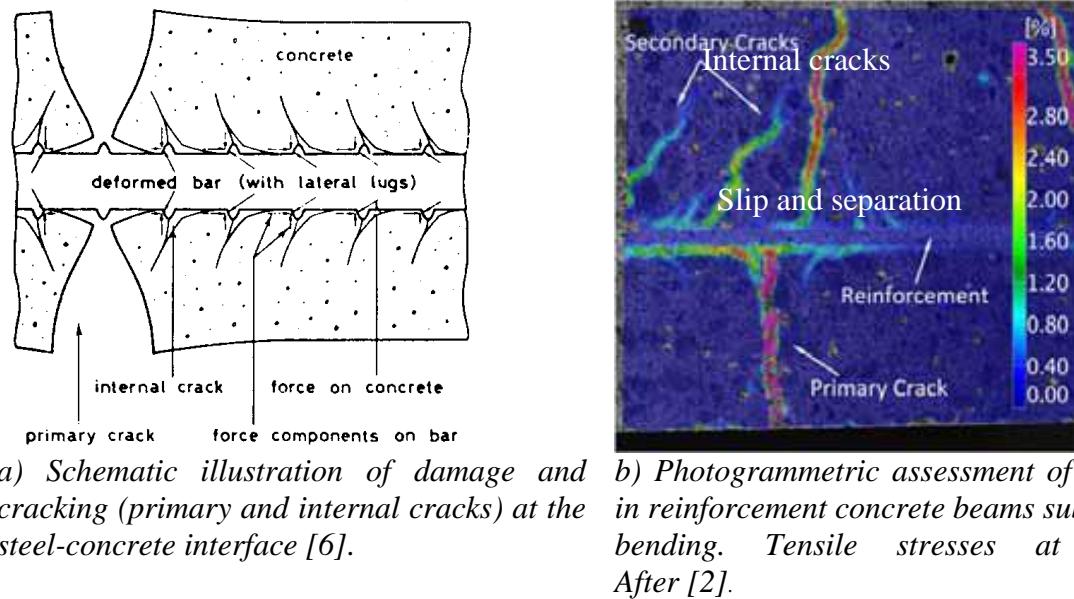 concrete
deformed bar (with lateral lugs)
internal crack
force on concrete
primary crack
force components on bar
a) Schematic illustration of damage and
cracking (primary and internal cracks) at the
steel-concrete interface [6].
[%]
Secondary Cracks
Internal cracks
3.50
2.80
2.40
Slip and separation
2.00
1.60
Reinforcement
1.20
0.80
Primary Crack
0.40
0.00
b) Photogrammetric assessment of
in reinforcement concrete beams su
bending. Tensile stresses at
After [2].